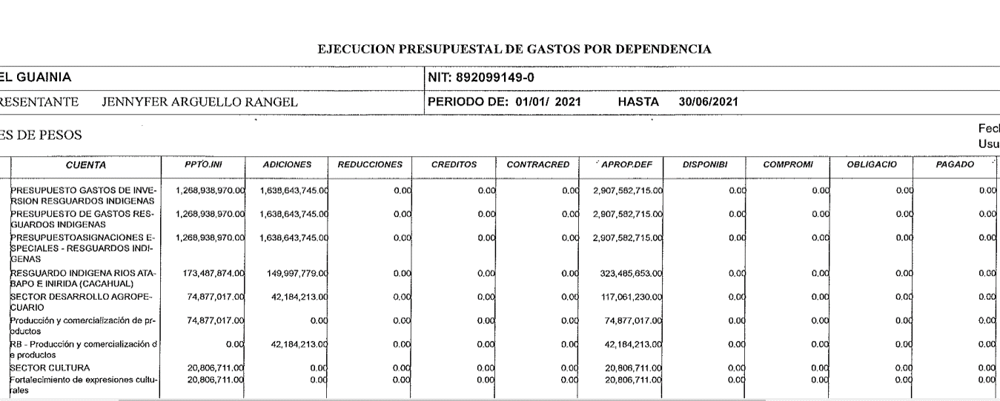 EJECUCION PRESUPUESTAL DE GASTOS POR DEPENDENCIA
EL GUAINIA NIT: 892099149-0
RESENTANTE JENNYFER ARGUELLO RANGEL PERIODO DE: 01/01/ 2021 HASTA 30/06/2021
ES DE PESOS Fech
Usu
CUENTA PPTO.INI ADICIONES REDUCCIONES CREDITOS CONTRACRED APROP.DEF DISPONIBI COMPROMI OBLIGACIO PAGADO
PRESUPUESTO GASTOS DE INVE- 1,268,938,970.00 1,638,643,745.00 0.00 0.00 0.00 2,907,582,715.00 0.00 0.00 0.00 0.00
RSION RESGUARDOS INDIGENAS
PRESUPUESTO DE GASTOS RES- 1,268,938,970.00 1,638,643,745.00 0.00 0.00 0.00 2,907,582,715.00 0.00 0.00 0.00 0.00
GUARDOS INDIGENAS
PRESUPUESTOASIGNACIONES E- 1,268,938,970.00 1,638,643,745.00 0.00 0.00 0.00 2,907,582,715.00 0.00 0.00 0.00 0.00
SPECIALES - RESGUARDOS INDI-
GENAS
RESGUARDO INDIGENA RIOS ATA- 173,487,874.00 149,997,779.00 0.00 0.00 0.00 323,485,653.00 0.00 0.00 0.00 0.00
BAPO E INIRIDA (CACAHUAL)
SECTOR DESARROLLO AGROPE- 74,877,017.00 42,184,213.00 0.00 0.00 0.00 117,061,230.00 0.00 0.00 0.00 0.00
CUARIO
Producción y comercialización de pr- 74,877,017.00 0.00 0.00 0.00 0.00 74,877,017.00 0.00 0.00 0.00 0.00
oductos
RB - Producción y comercialización d 0.00 42,184,213.00 0.00 0.00 0.00 42,184,213.00 0.00 0.00 0.00 0.00
e productos
SECTOR CULTURA 20,806,711.00 0.00 0.00 0.00 0.00 20,806,711.00 0.00 0.00 0.00 0.00
Fortalecimiento de expresiones cultu- 20,806,711.00 0.00 0.00 0.00 0.00 20,806,711.00 0.00 0.00 0.00 0.00
rales